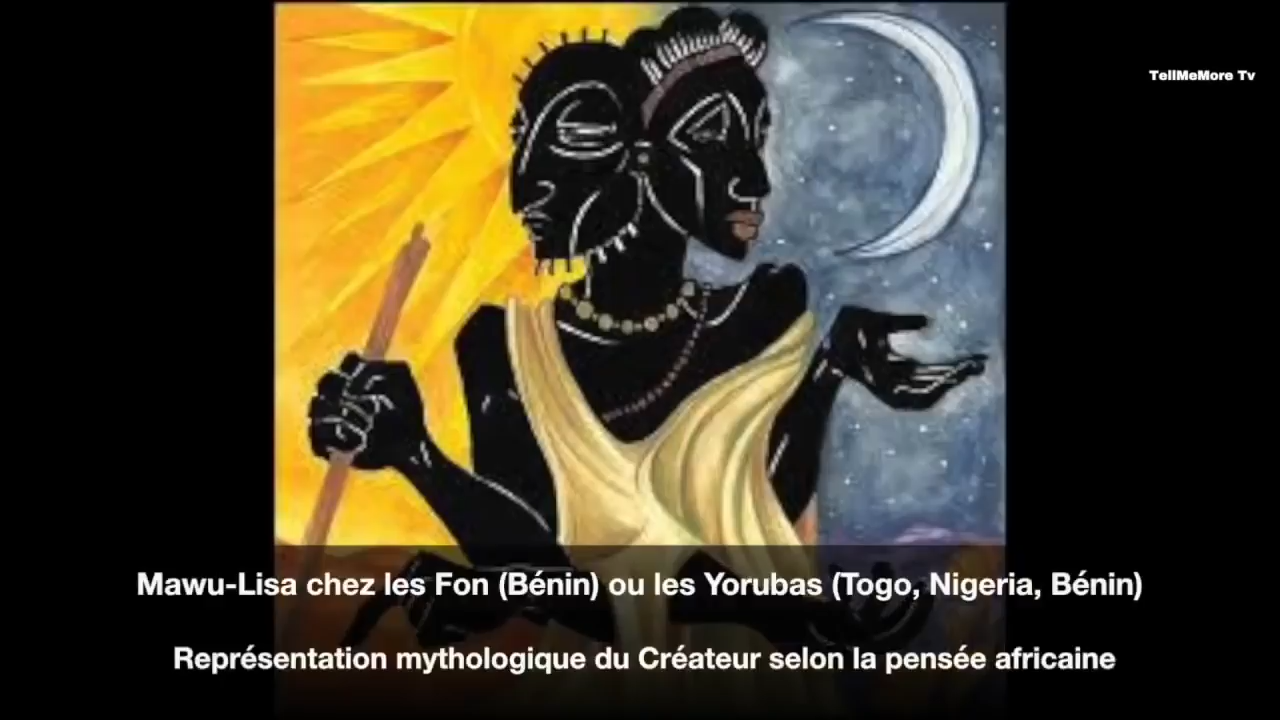 TellMeMore Tv
Mawu-Lisa chez les Fon (Bénin) ou les Yorubas (Togo, Nigeria, Bénin)
Représentation mythologique du Créateur selon la pensée africaine